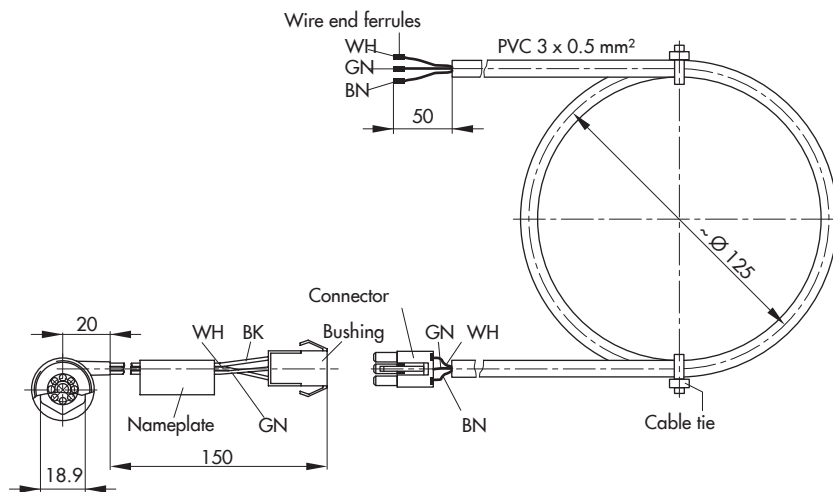 Wire end ferrules
WH
PVC 3 x 0.5 mm²
GN
BN
50
~ Ø 125
Connector
20
WH
BK
Bushing
GN
WH
Nameplate
GN
BN
Cable tie
150
18.9